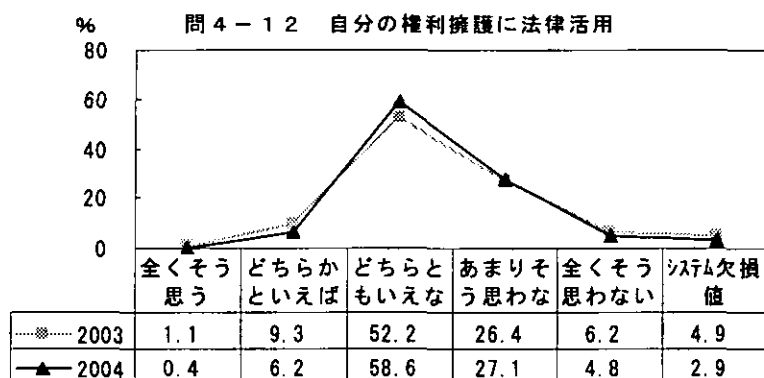 % 問4-12 自分の権利擁護に法律活用
80
60
40
20
0
全くそう思う どちらかといえば どちらともいえな あまりそう思わな 全くそう思わない システム欠損値
2003 1.1 9.3 52.2 26.4 6.2 4.9
2004 0.4 6.2 58.6 27.1 4.8 2.9